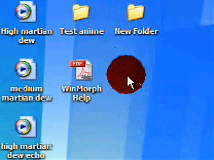 High martian
dew
Test anime
New Folder
medium
martian dew
WinMorph
Help
high martian
dew echo